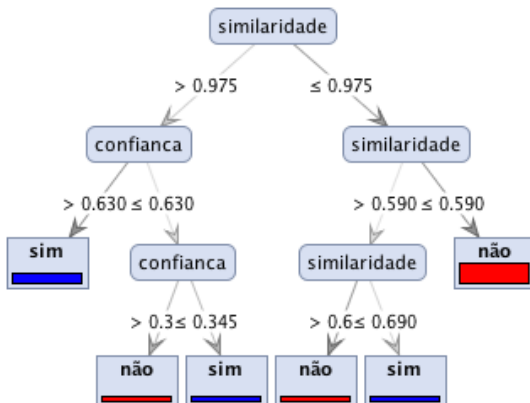 similaridade
> 0.975 ≤ 0.975
confianca similaridade
> 0.630 ≤ 0.630 > 0.590 ≤ 0.590
sim confianca similaridade não
> 0.3≤ 0.345 > 0.6≤ 0.690
não sim não sim